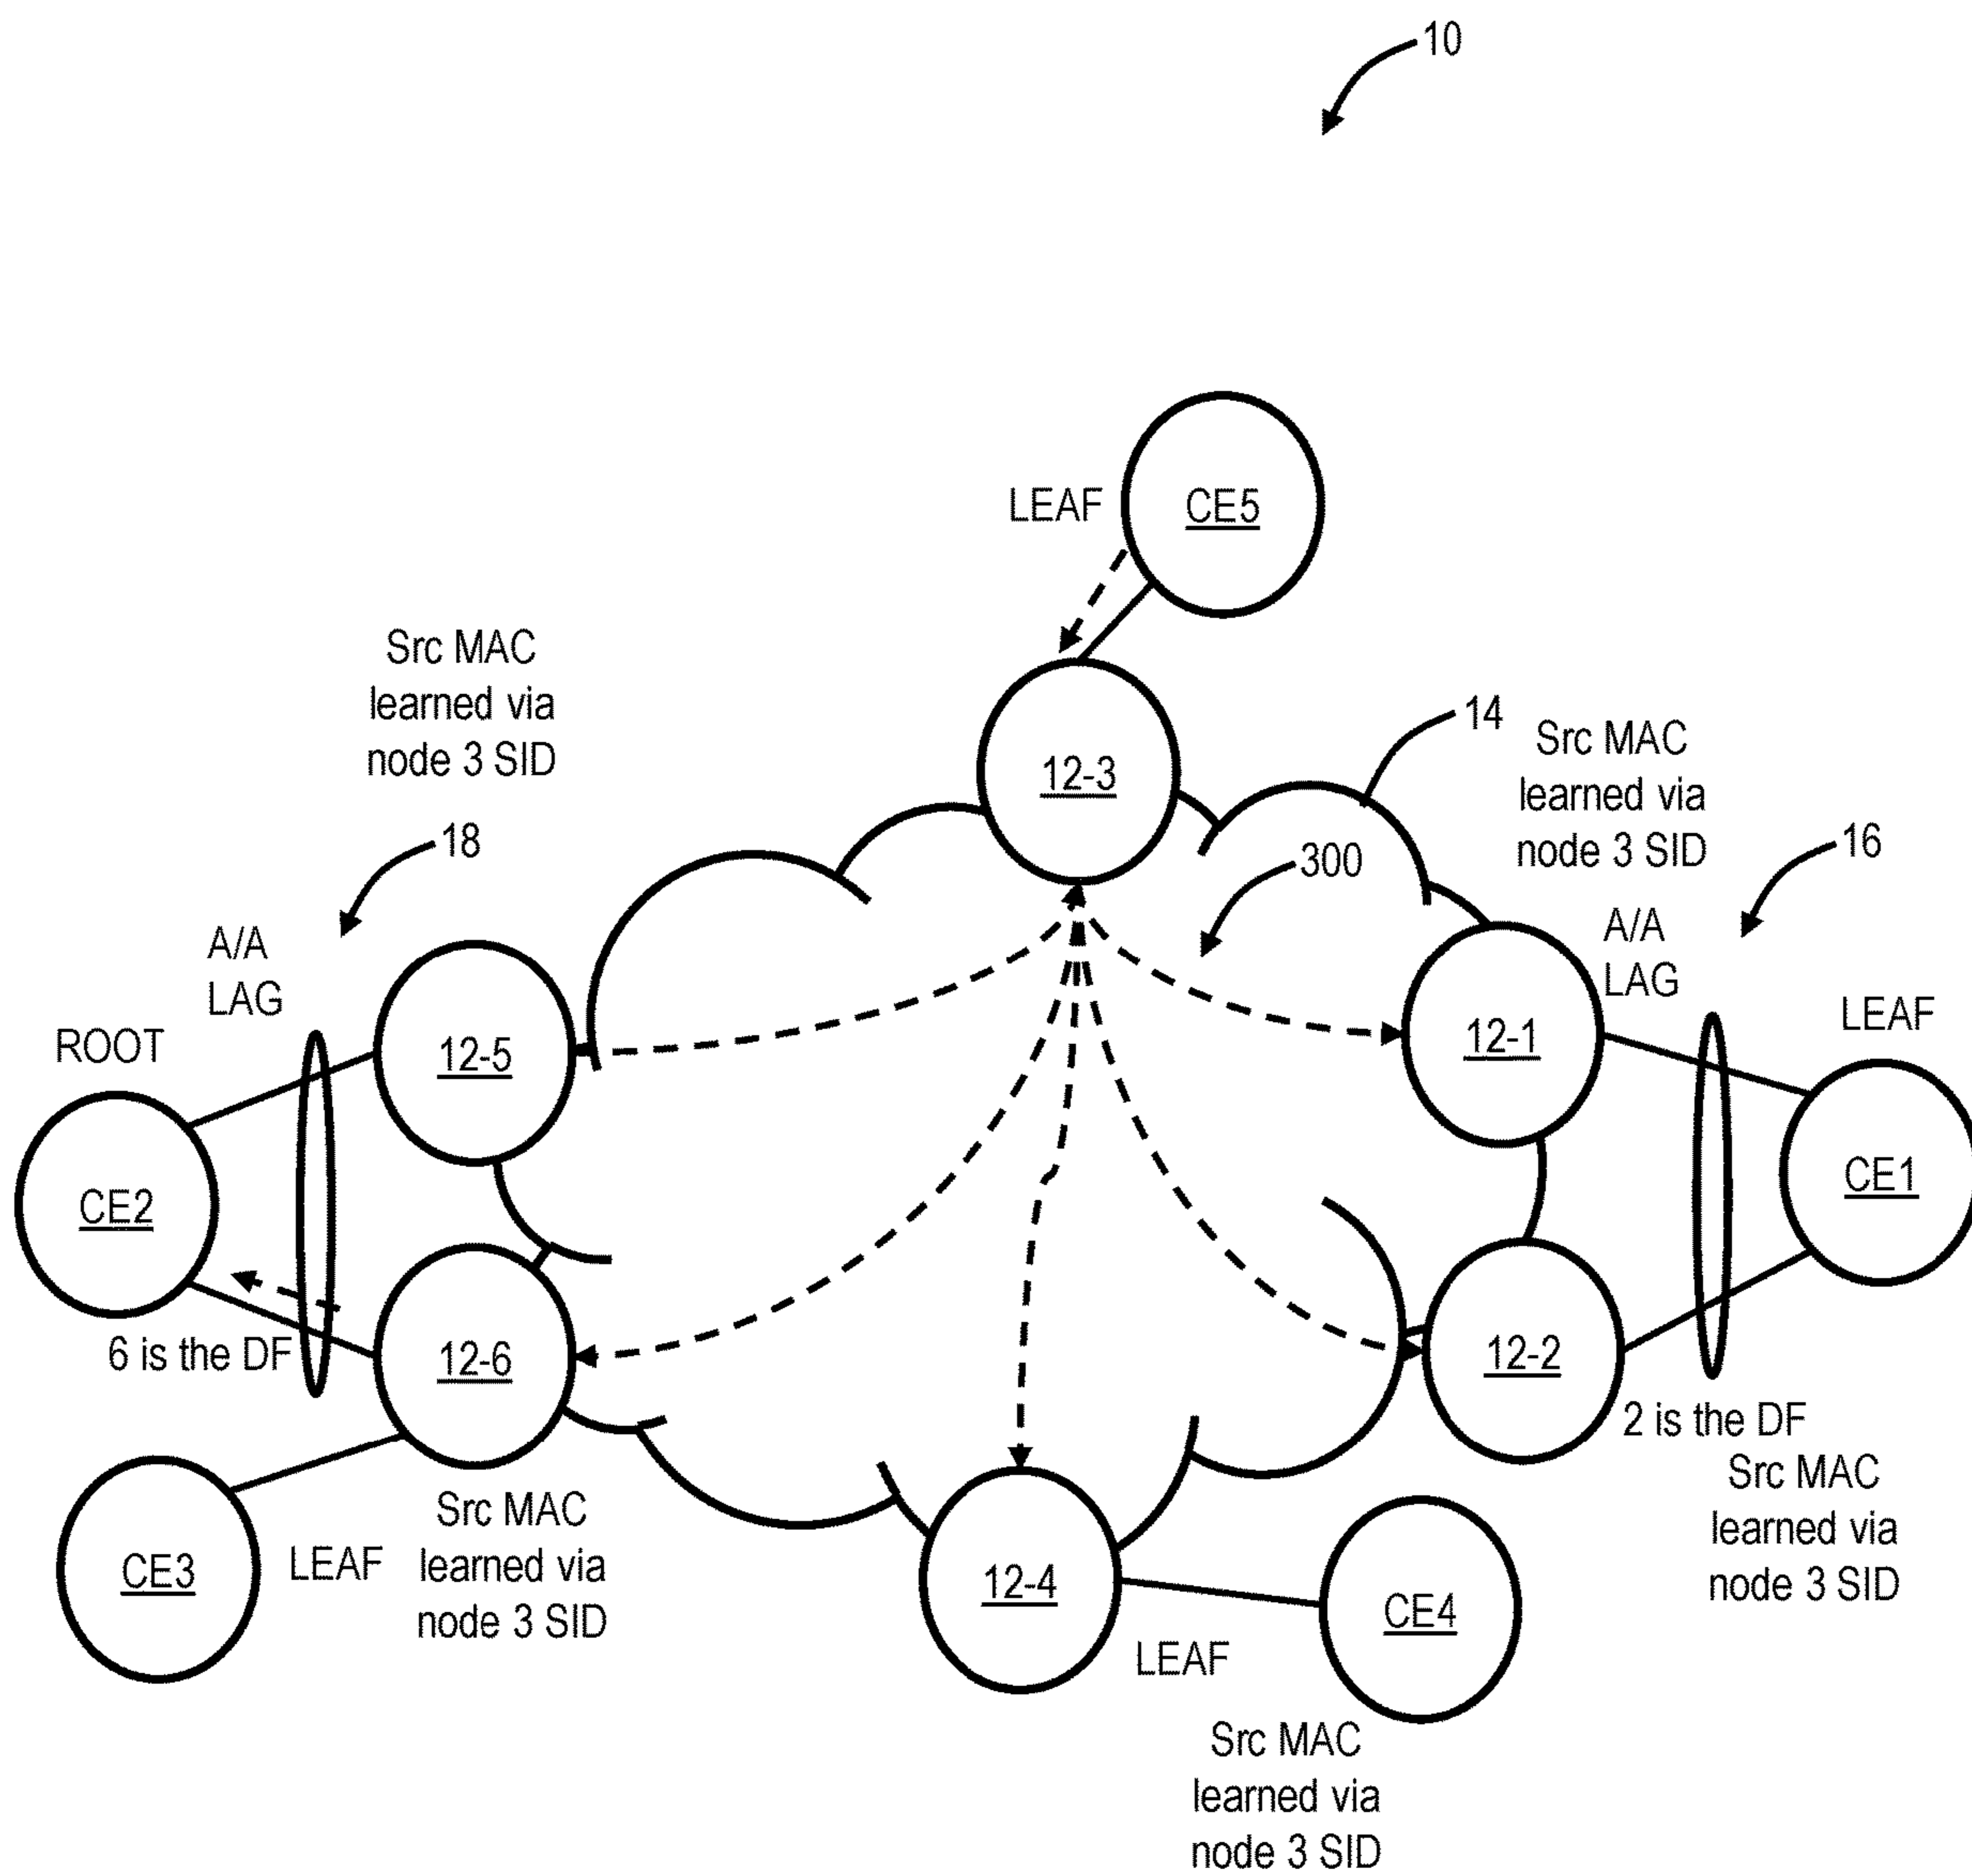 10
LEAF
CE5
Src MAC
learned via
node 3 SID
12-3
14
Src MAC
learned via
node 3 SID
18
300
16
A/A
LAG
A/A
LAG
ROOT
12-5
12-1
LEAF
CE2
CE1
6 is the DF
12-6
12-2
2 is the DF
CE3
LEAF
Src MAC
learned via
node 3 SID
12-4
LEAF
CE4
Src MAC
learned via
node 3 SID
Src MAC
learned via
node 3 SID